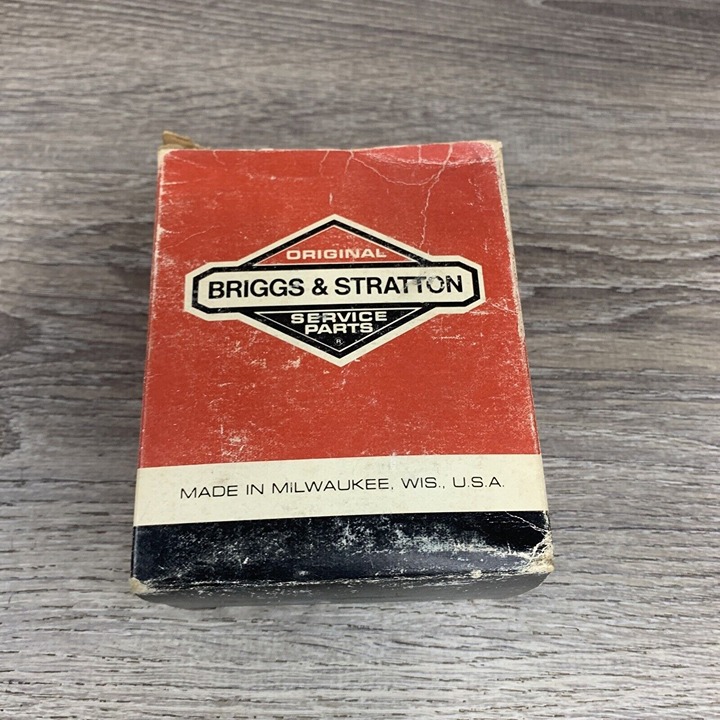 ORIGINAL
BRIGGS & STRATTON
SERVICE
PARTS
®
MADE IN MILWAUKEE, WIS., U.S.A.